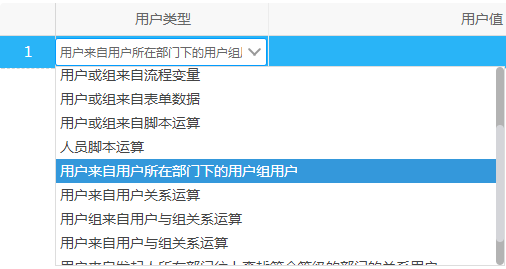 用户类型
用户值
1
用户来自用户所在部门下的用户组
用户或组来自流程变量
用户或组来自表单数据
用户或组来自脚本运算
人员脚本运算
用户来自用户所在部门下的用户组用户
用户来自用户关系运算
用户组来自用户与组关系运算
用户来自用户与组关系运算